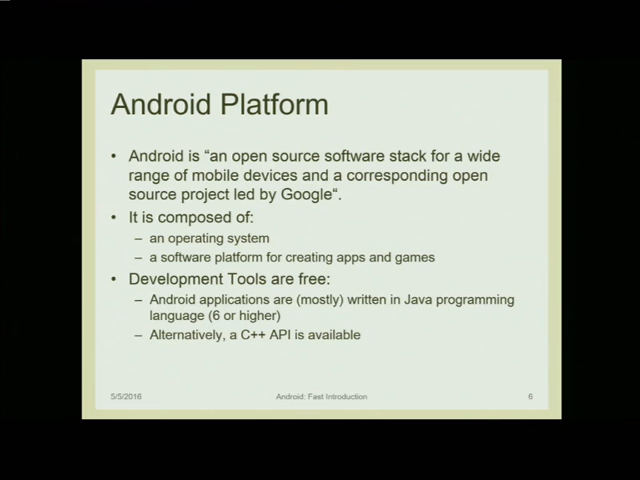 Android Platform
• Android is “an open source software stack for a wide
range of mobile devices and a corresponding open
source project led by Google“.
• It is composed of:
– an operating system
– a software platform for creating apps and games
• Development Tools are free:
– Android applications are (mostly) written in Java programming
language (6 or higher)
– Alternatively, a C++ API is available
5/5/2016 Android: Fast Introduction 6